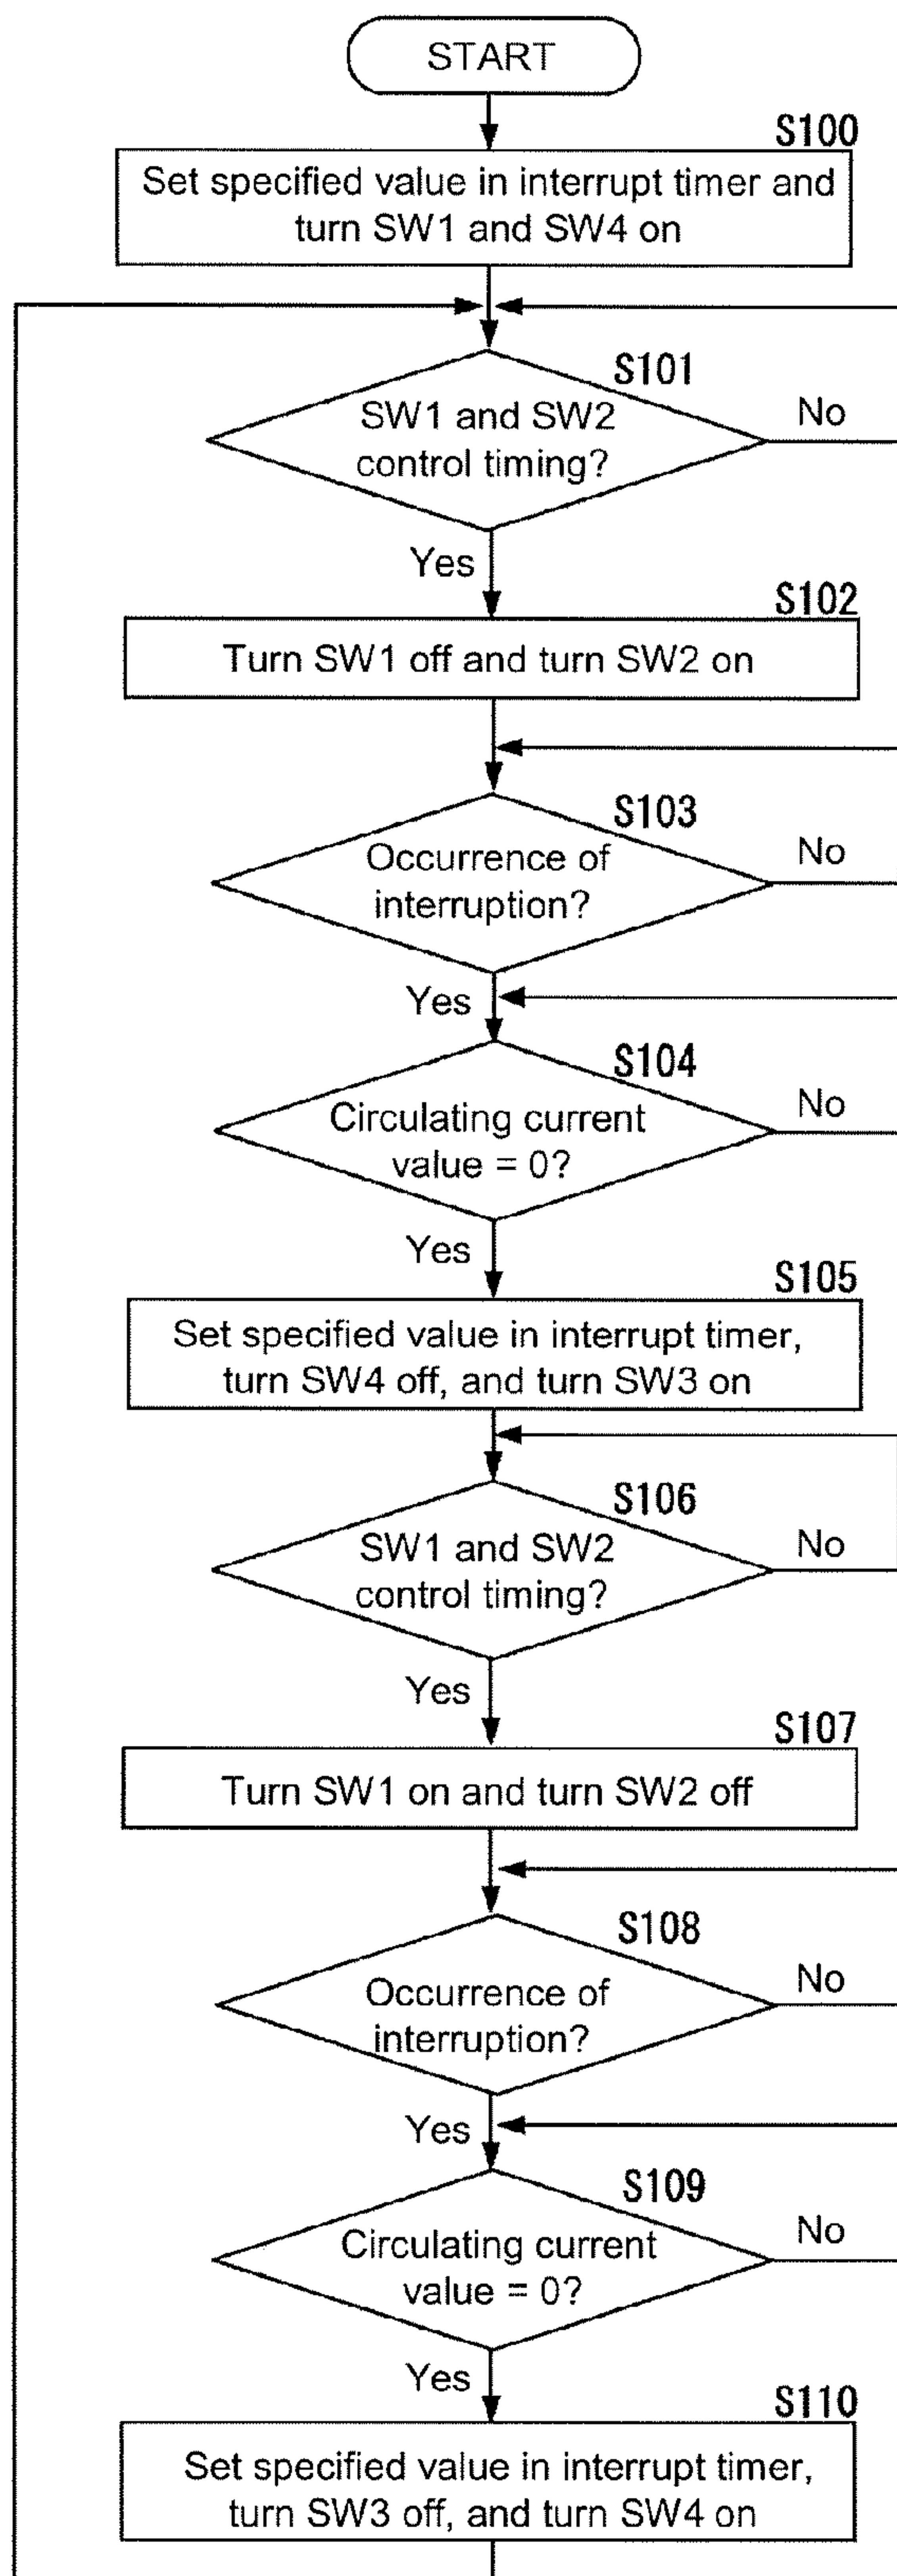 START
S100
Set specified value in interrupt timer and
turn SW1 and SW4 on
S101
SW1 and SW2
control timing?
No
Yes
S102
Turn SW1 off and turn SW2 on
S103
Occurrence of
interruption?
No
Yes
S104
Circulating current
value = 0?
No
Yes
S105
Set specified value in interrupt timer,
turn SW4 off, and turn SW3 on
S106
SW1 and SW2
control timing?
No
Yes
S107
Turn SW1 on and turn SW2 off
S108
Occurrence of
interruption?
No
Yes
S109
Circulating current
value = 0?
No
Yes
S110
Set specified value in interrupt timer,
turn SW3 off, and turn SW4 on